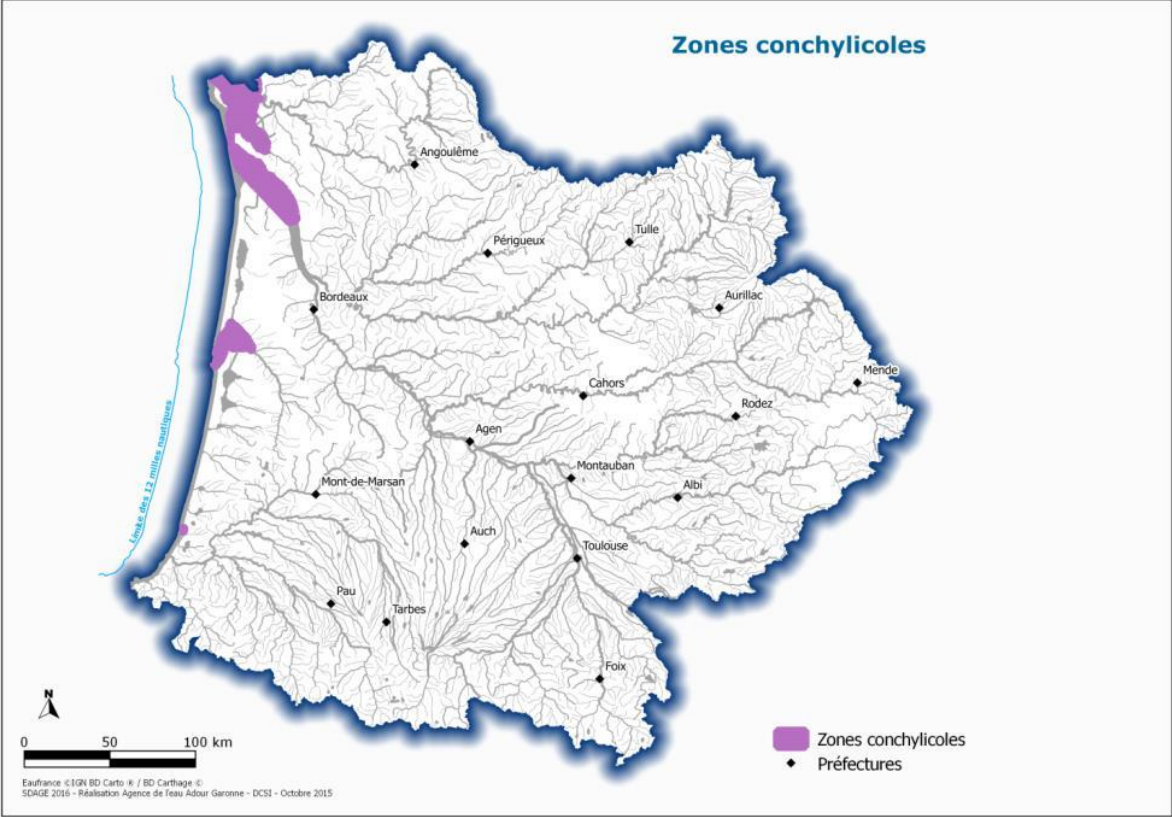 Zones conchylicoles
Angoulême
Périgueux
Tulle
Bordeaux
Aurillac
Mende
Cahors
Rodez
Agen
Montauban
Mont-de-Marsan
Albi
Auch
Toulouse
Pau
Tarbes
Foix
Limite des 12 milles nautiques
N
0 50 100 km
Zones conchylicoles
Préfectures
Eaufrance ©IGN BD Carto ® / BD Carthage ©
SDAGE 2016 - Réalisation Agence de l'eau Adour Garonne - DCSI - Octobre 2015